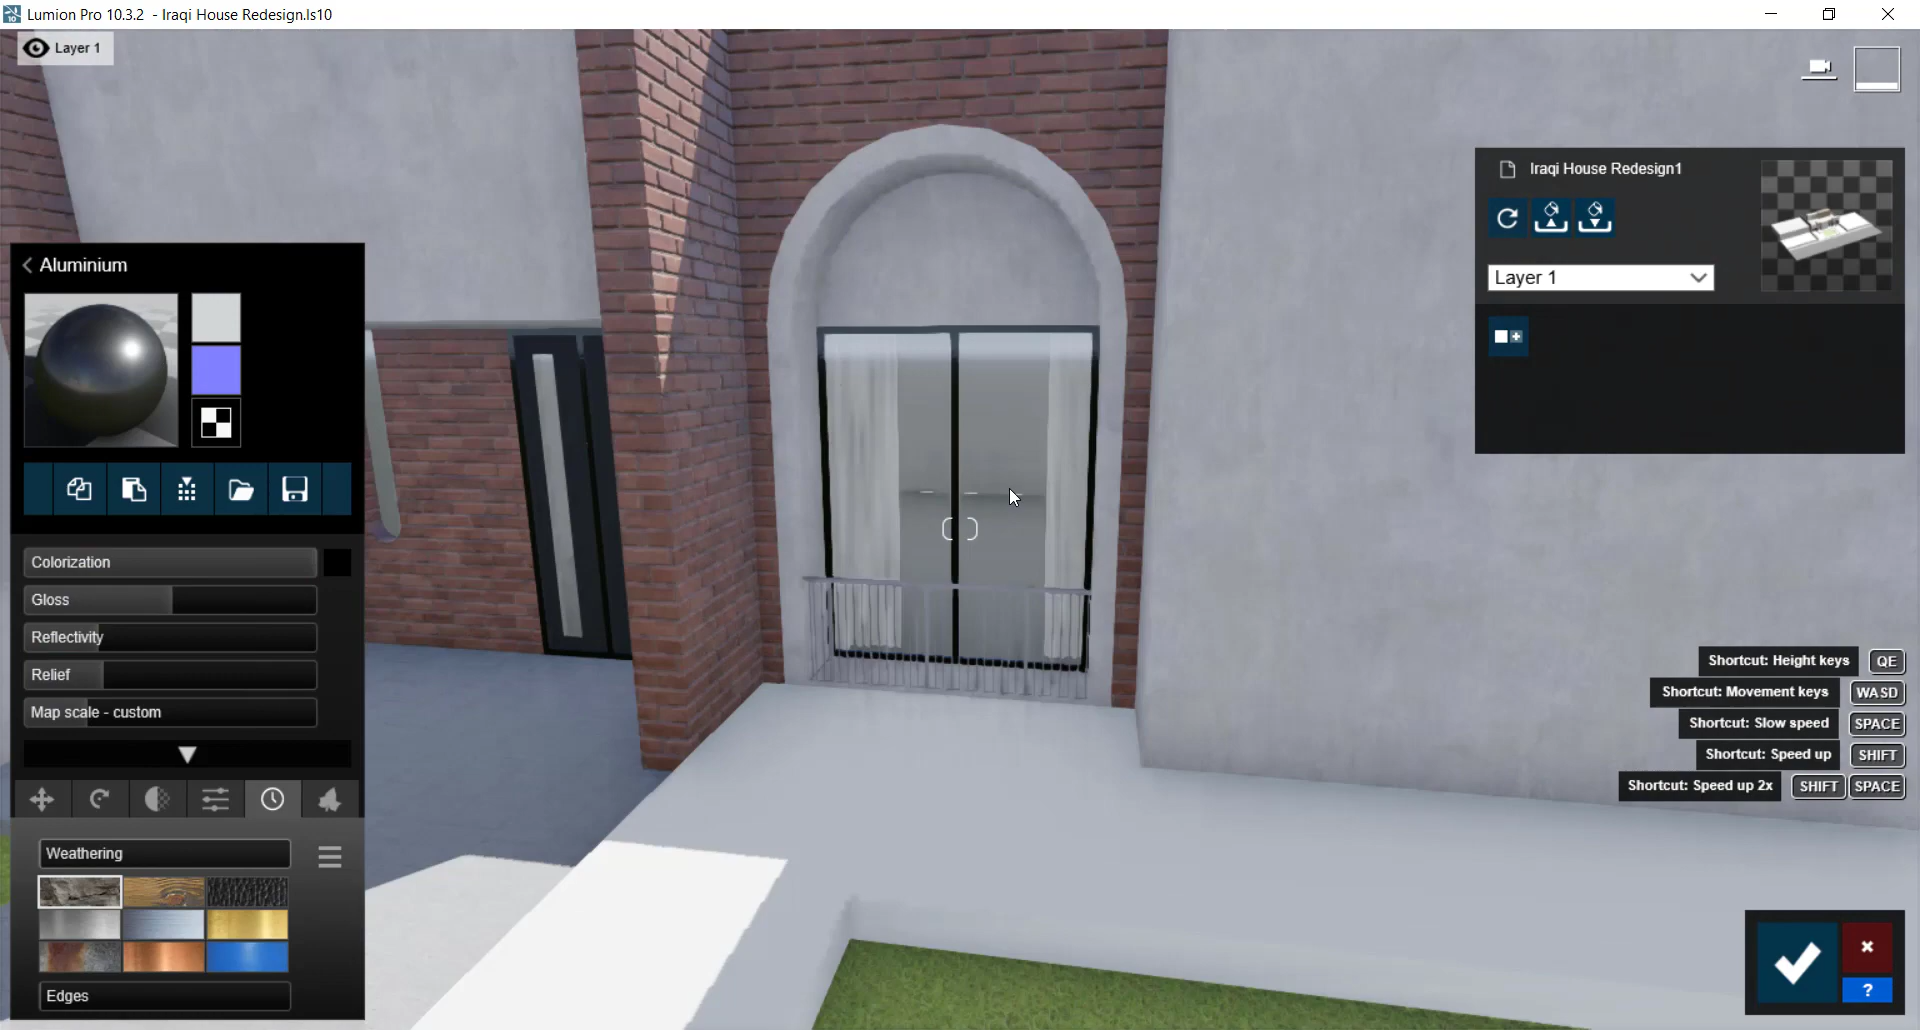 Lumion Pro 10.3.2 - Iraqi House Redesign.ls10
Layer 1
Iraqi House Redesign1
Layer 1
Aluminium
Colorization
Gloss
Reflectivity
Relief
Map scale - custom
Weathering
Edges
Shortcut: Height keys QE
Shortcut: Movement keys WASD
Shortcut: Slow speed SPACE
Shortcut: Speed up SHIFT
Shortcut: Speed up 2x SHIFT SPACE
?